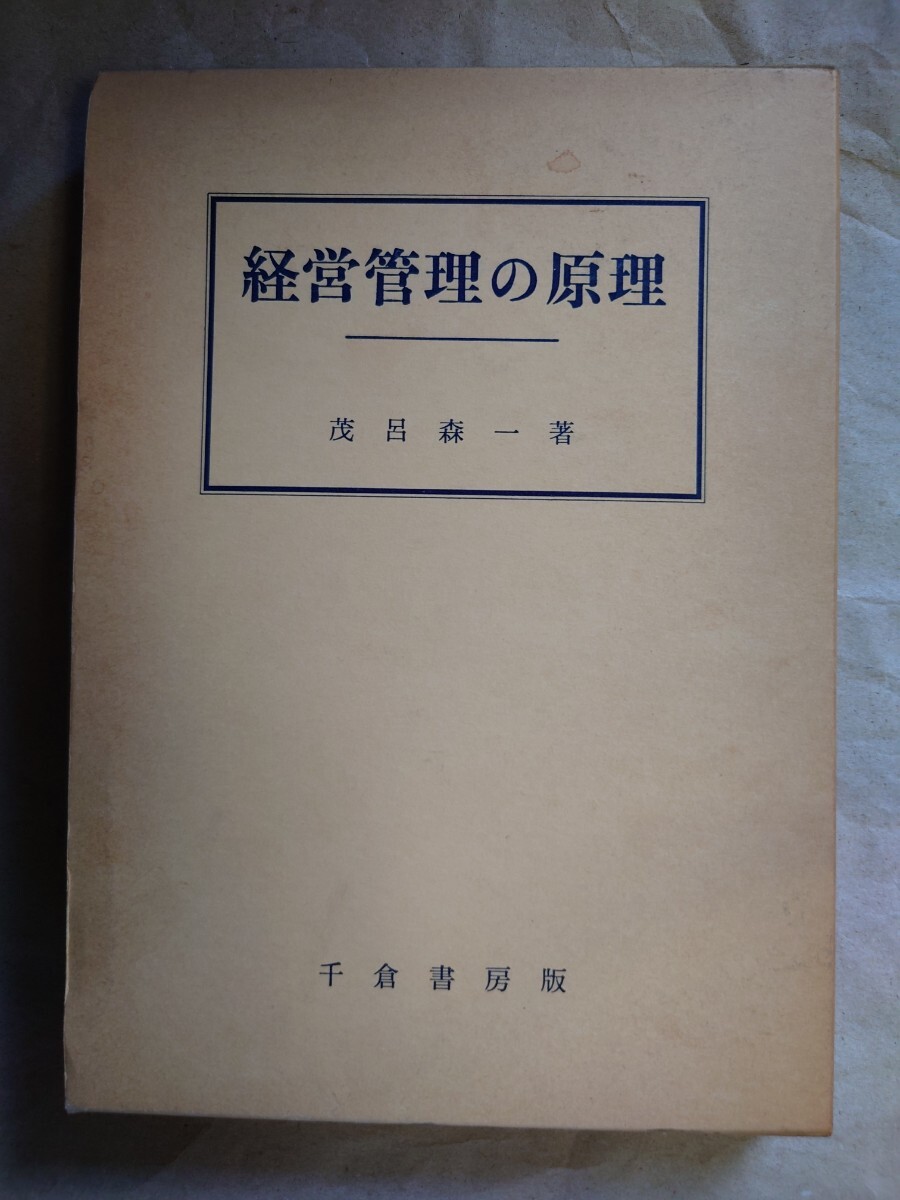 経営管理の原理
茂呂森一著
千倉書房版